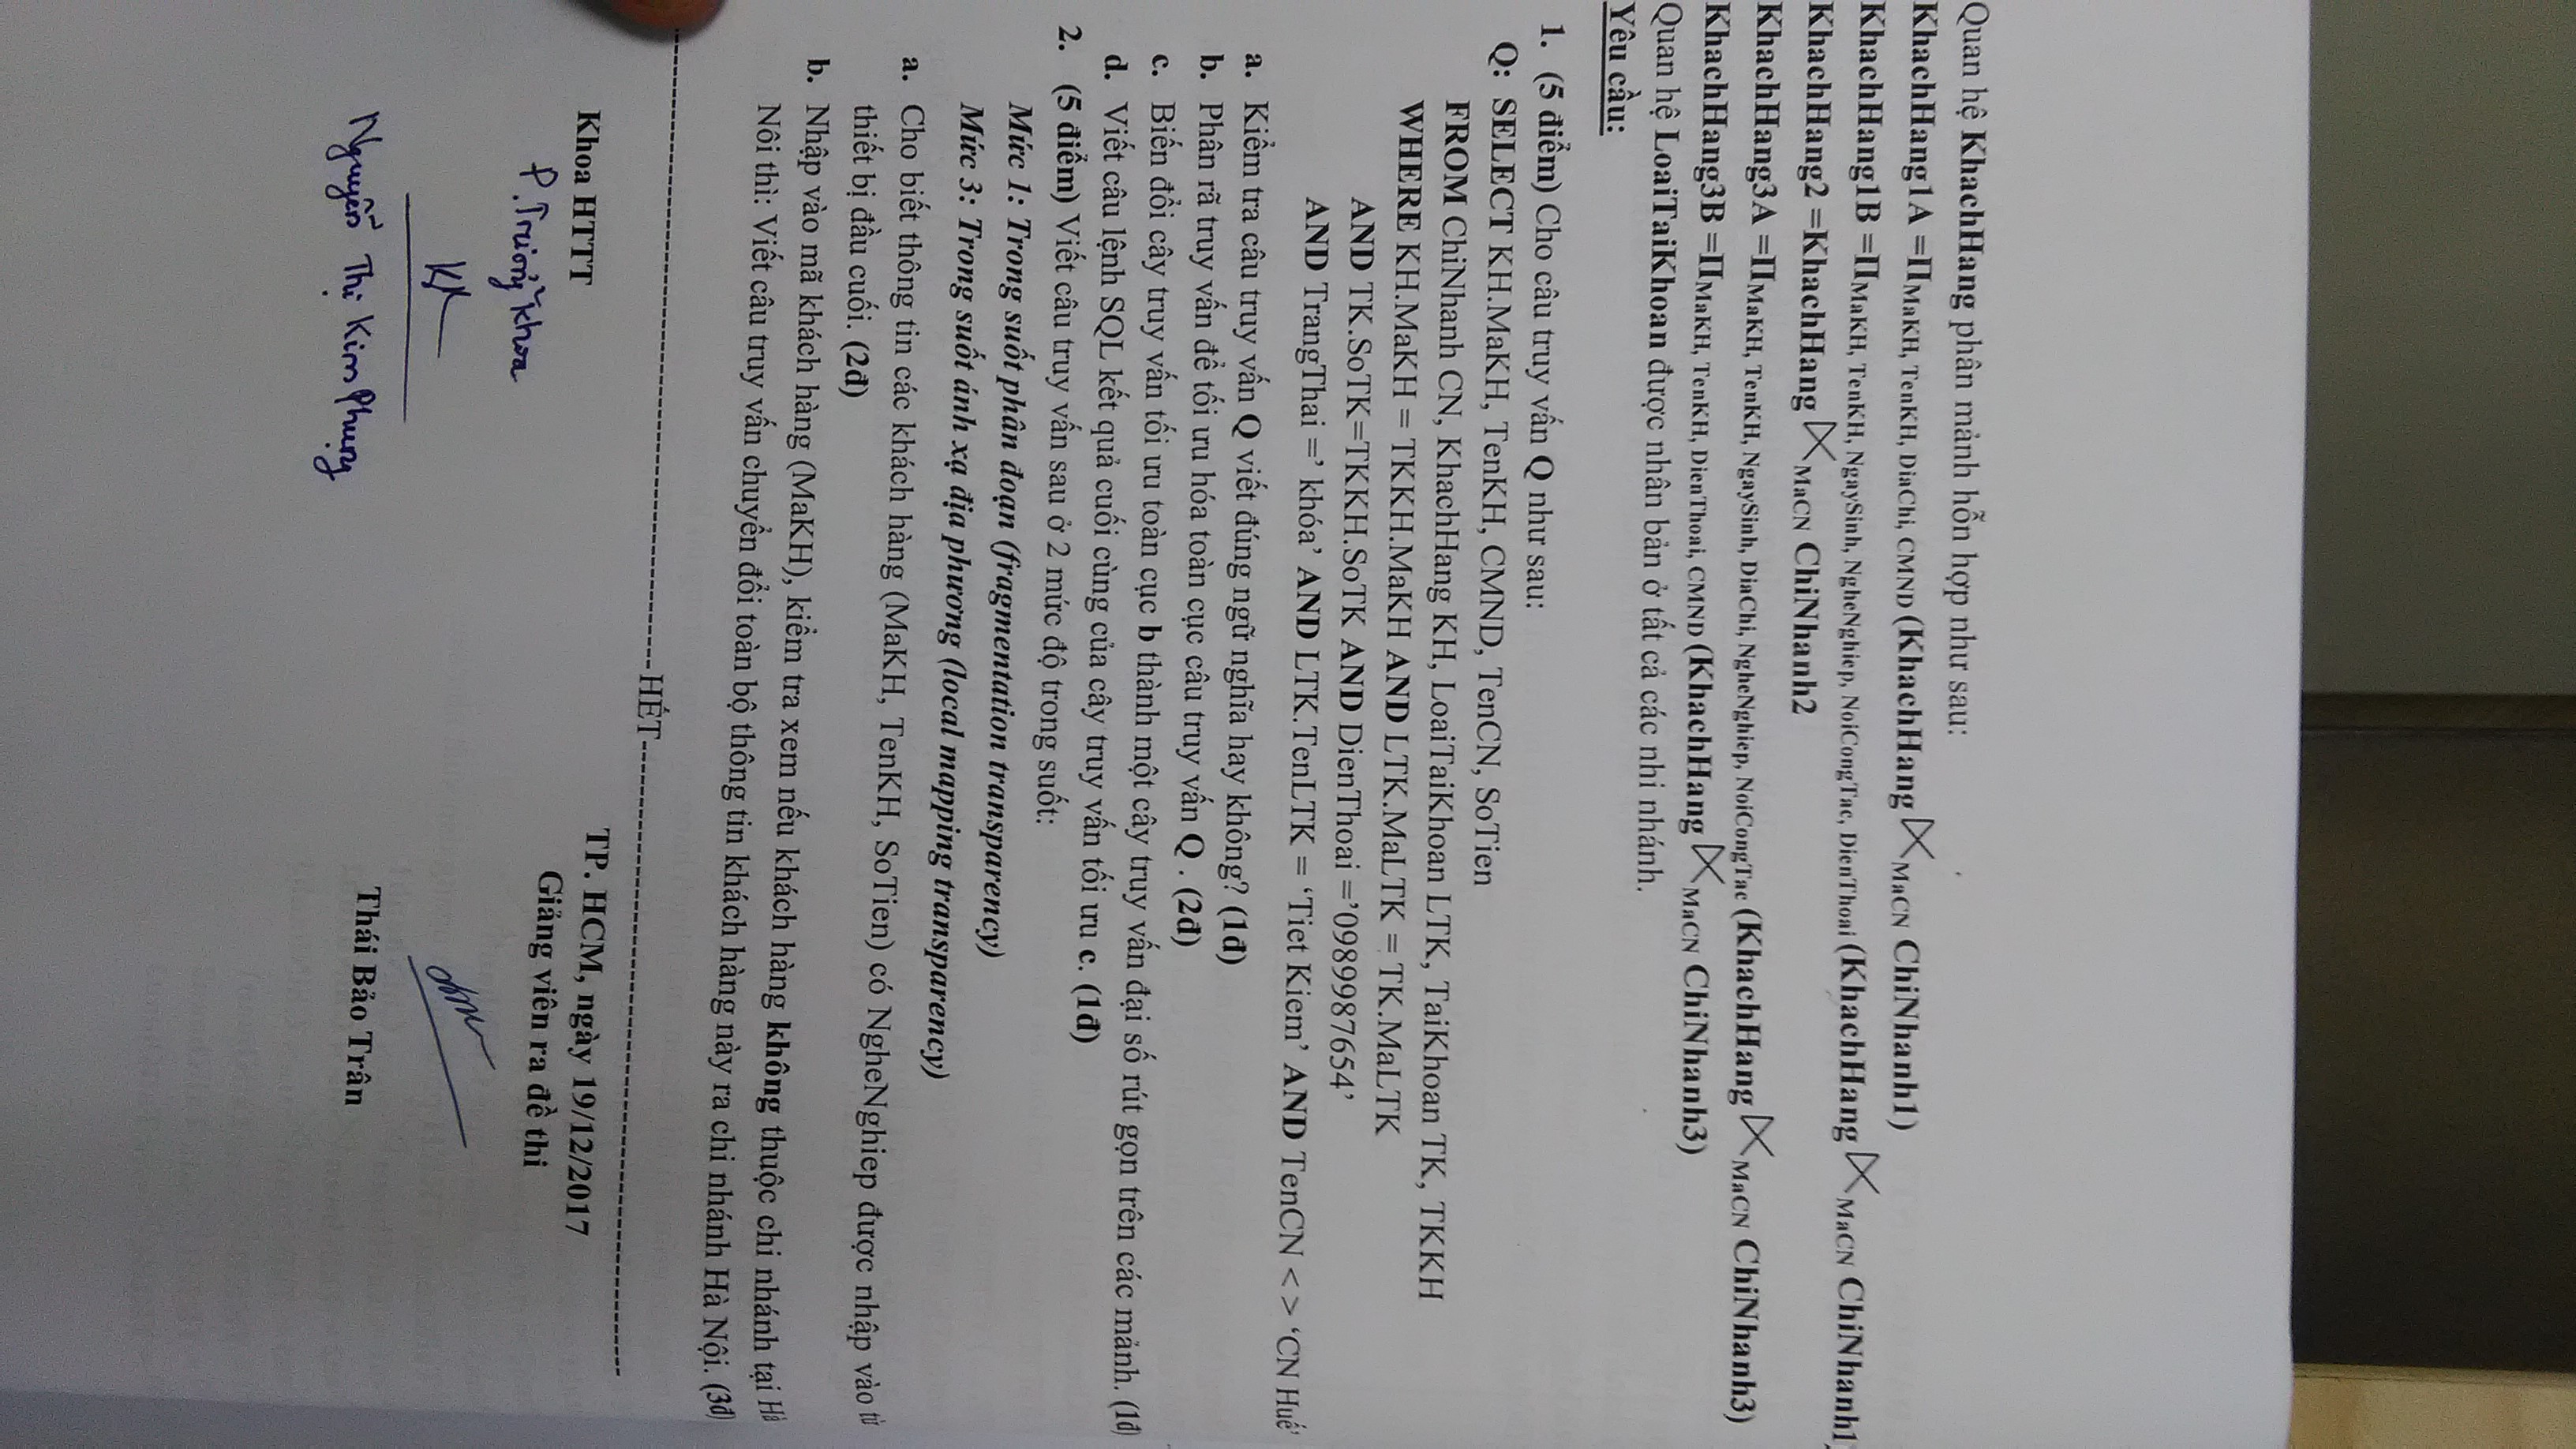 Quan hệ KhachHang phân mảnh hỗn hợp như sau:
KhachHang1A =ΠMaKH, TenKH, DiaChi, CMND (KhachHang ⋉MaCN ChiNhanh1)
KhachHang1B =ΠMaKH, TenKH, NgaySinh, NgheNghiep, NoiCongTac, DienThoai (KhachHang ⋉MaCN ChiNhanh1)
KhachHang2 =KhachHang ⋉MaCN ChiNhanh2
KhachHang3A =ΠMaKH, TenKH, NgaySinh, DiaChi, NgheNghiep, NoiCongTac (KhachHang ⋉MaCN ChiNhanh3)
KhachHang3B =ΠMaKH, TenKH, DienThoai, CMND (KhachHang ⋉MaCN ChiNhanh3)
Quan hệ LoaiTaiKhoan được nhân bản ở tất cả các nhi nhánh.
Yêu cầu:
1. (5 điểm) Cho câu truy vấn Q như sau:
Q: SELECT KH.MaKH, TenKH, CMND, TenCN, SoTien
FROM ChiNhanh CN, KhachHang KH, LoaiTaiKhoan LTK, TaiKhoan TK, TKKH
WHERE KH.MaKH = TKKH.MaKH AND LTK.MaLTK = TK.MaLTK
AND TK.SoTK=TKKH.SoTK AND DienThoai =’0989987654’
AND TrangThai =’ khóa’ AND LTK.TenLTK = ‘Tiet Kiem’ AND TenCN < > ‘CN Huế’
a. Kiểm tra câu truy vấn Q viết đúng ngữ nghĩa hay không? (1đ)
b. Phân rã truy vấn để tối ưu hóa toàn cục câu truy vấn Q . (2đ)
c. Biến đổi cây truy vấn tối ưu toàn cục b thành một cây truy vấn đại số rút gọn trên các mảnh. (1đ)
d. Viết câu lệnh SQL kết quả cuối cùng của cây truy vấn tối ưu c. (1đ)
2. (5 điểm) Viết câu truy vấn sau ở 2 mức độ trong suốt:
Mức 1: Trong suốt phân đoạn (fragmentation transparency)
Mức 3: Trong suốt ánh xạ địa phương (local mapping transparency)
a. Cho biết thông tin các khách hàng (MaKH, TenKH, SoTien) có NgheNghiep được nhập vào từ
thiết bị đầu cuối. (2đ)
b. Nhập vào mã khách hàng (MaKH), kiểm tra xem nếu khách hàng không thuộc chi nhánh tại Hà
Nôi thì: Viết câu truy vấn chuyển đổi toàn bộ thông tin khách hàng này ra chi nhánh Hà Nội. (3đ)
HẾT
Khoa HTTT
TP. HCM, ngày 19/12/2017
Giảng viên ra đề thi
P. Trưởng khoa
Nguyễn Thị Kim Phụng
Thái Bảo Trân